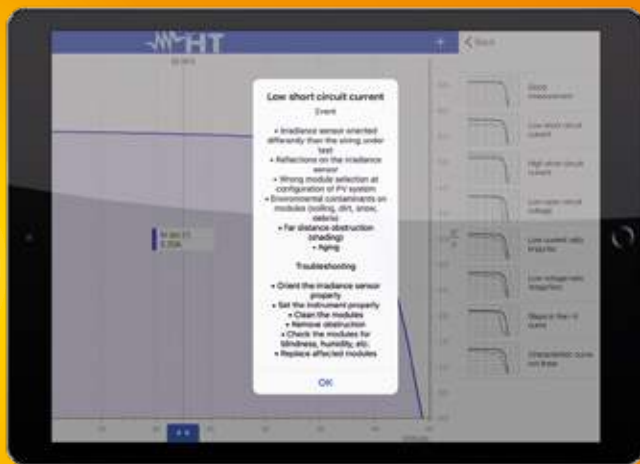 HT
+
Back
Low short circuit current
Event
• Irradiance sensor oriented
differently than the string under
test
• Reflections on the irradiance
sensor
• Wrong module selection at
configuration of PV system
• Environmental contaminants on
modules (soiling, dirt, snow,
debris)
• Far distance obstruction
(shading)
• Aging
Troubleshooting
• Orient the irradiance sensor
properly
• Set the instrument properly
• Clean the modules
• Remove obstruction
• Check the modules for
blindness, humidity, etc.
• Replace affected modules
OK
measurement
Low short circuit
current
High short circuit
current
Low open circuit
voltage
Low current ratio
Low voltage ratio
Steps in the I-V
curve
Characteristic curve
not linear